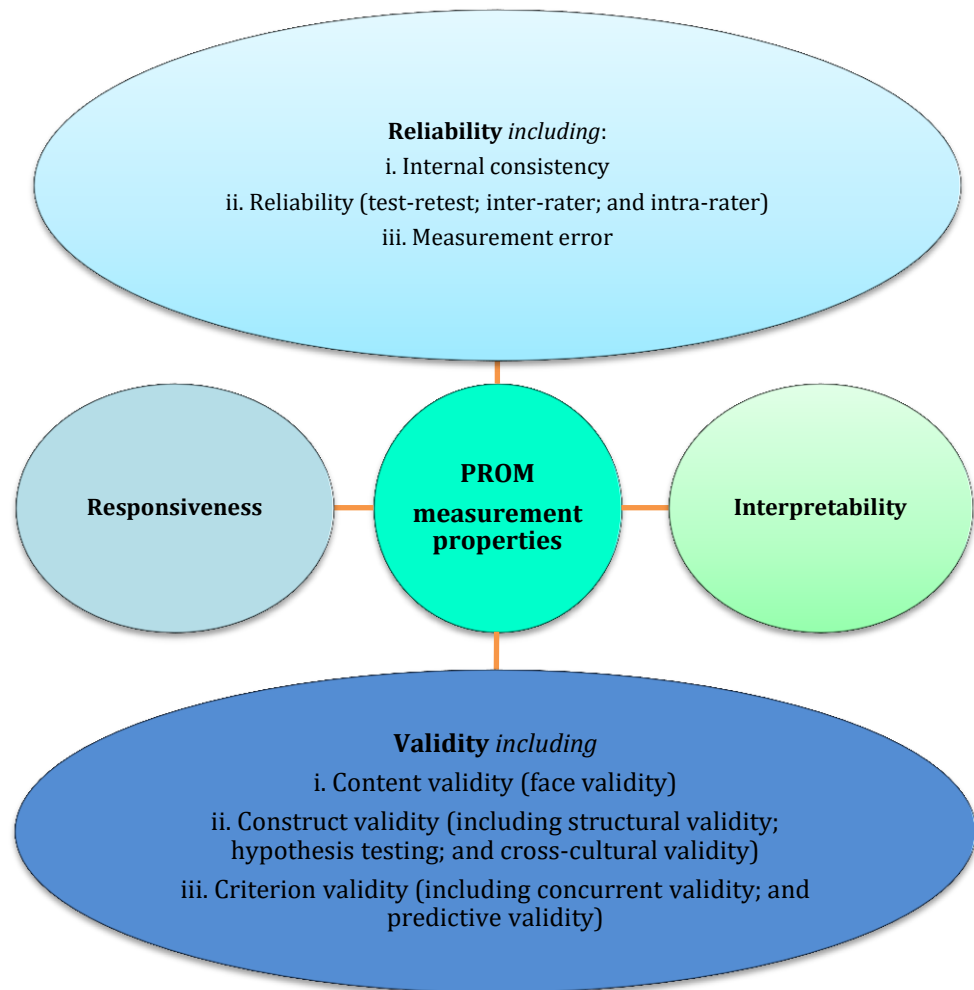 Reliability including:
i. Internal consistency
ii. Reliability (test-retest; inter-rater; and intra-rater)
iii. Measurement error
Responsiveness
PROM
measurement
properties
Interpretability
Validity including
i. Content validity (face validity)
ii. Construct validity (including structural validity;
hypothesis testing; and cross-cultural validity)
iii. Criterion validity (including concurrent validity; and
predictive validity)